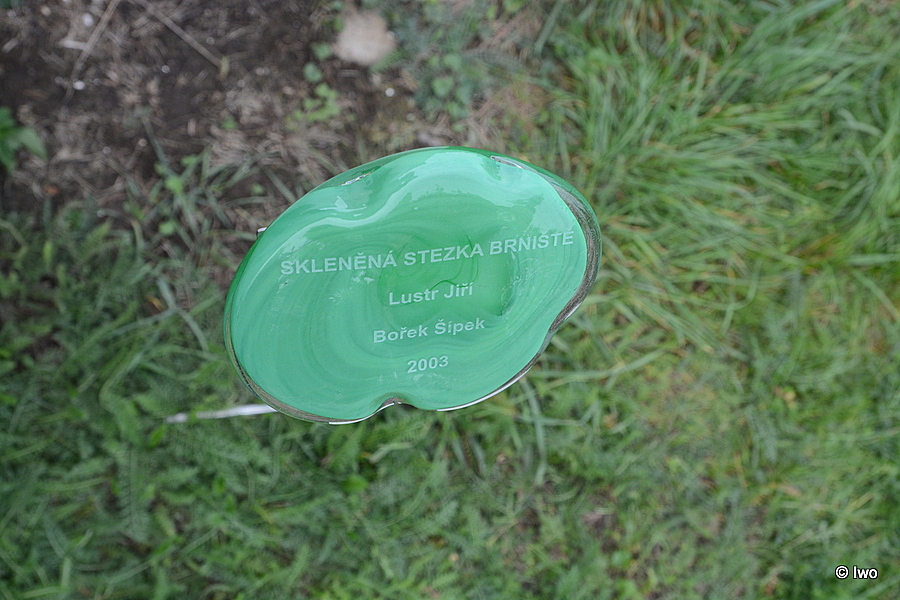 SKLENĚNÁ STEZKA BRNIŠTĚ
Lustr Jiří
Bořek Šípek
2003
© Iwo